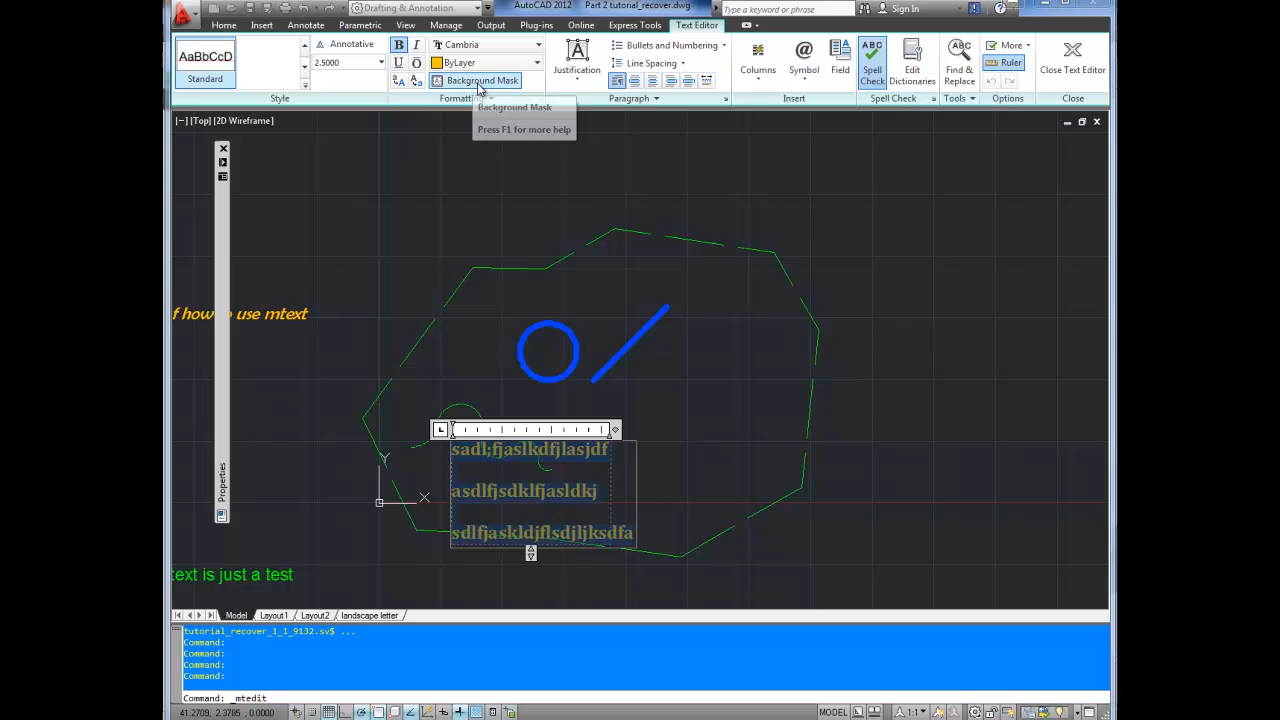 Drafting & Annotation
AutoCAD 2012 Part 2 tutorial_recover.dwg
Type a keyword or phrase
Sign In
Home Insert Annotate Parametric View Manage Output Plug-ins Online Express Tools Text Editor
AaBbCcD
Standard
Annotative
2.5000
Style
B I
U O
Cambria
ByLayer
Background Mask
Formatting
Justification
Bullets and Numbering
Line Spacing
Paragraph
Columns
@
Symbol
Field
Insert
ABC
Spell Check
Edit Dictionaries
Spell Check
ABC
Find & Replace
Tools
More
Ruler
Options
Close Text Editor
Close
Background Mask
Press F1 for more help
[−] [Top] [2D Wireframe]
f how to use mtext
Properties
L
sadl;fjaslkdfjlasjdf
asdlfjsdklfjasldkj
sdlfjaskldjflsdjljksdfa
Y
X
text is just a test
Model Layout1 Layout2 landscape letter
tutorial_recover_1_1_9132.sv$ ...
Command:
Command:
Command:
Command:
Command: _mtedit
41.2709, 2.3785, 0.0000
MODEL
1:1